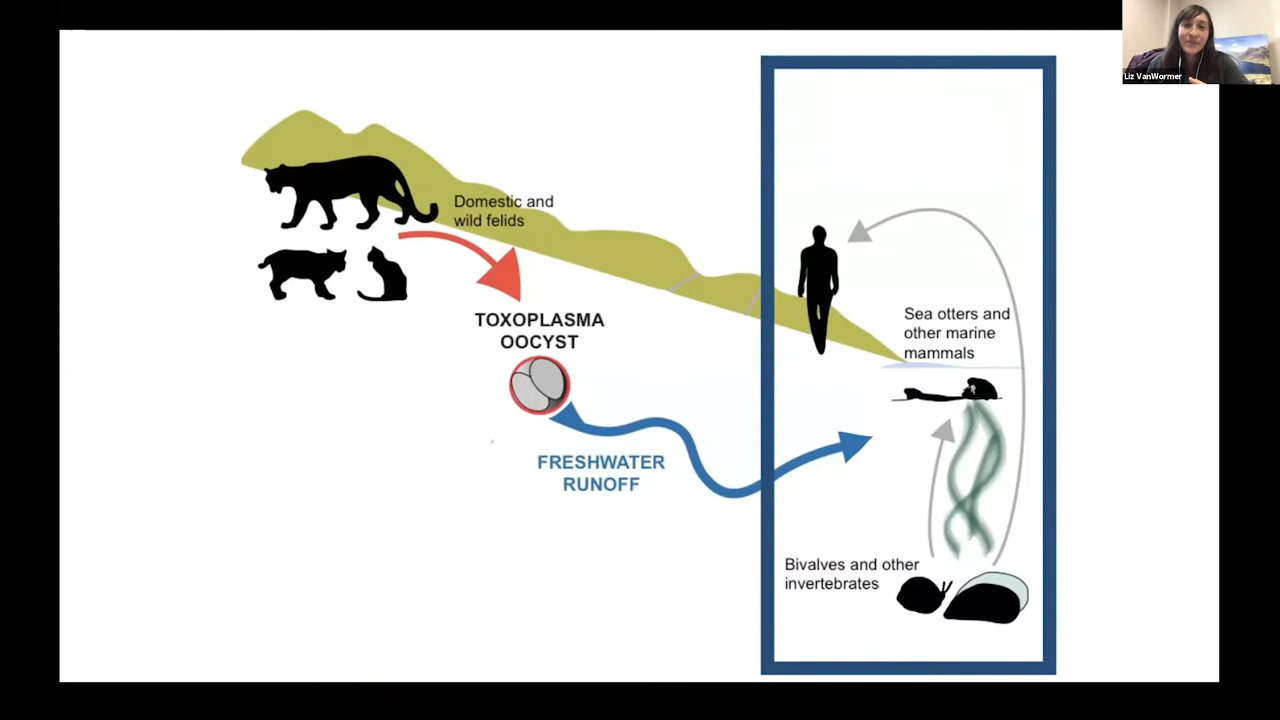 Liz VanWormer
Domestic and
wild felids
TOXOPLASMA
OOCYST
FRESHWATER
RUNOFF
Sea otters and
other marine
mammals
Bivalves and other
invertebrates